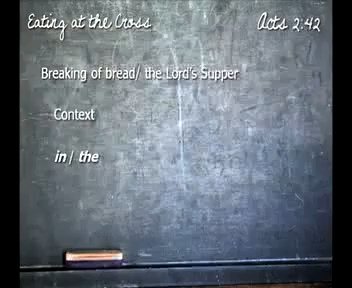 Eating at the Cross Acts 2:42
Breaking of bread/ the Lord's Supper
Context
in / the